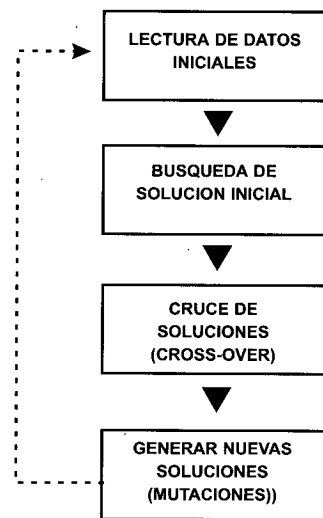 LECTURA DE DATOS
INICIALES
BUSQUEDA DE
SOLUCION INICIAL
CRUCE DE
SOLUCIONES
(CROSS-OVER)
GENERAR NUEVAS
SOLUCIONES
(MUTACIONES))